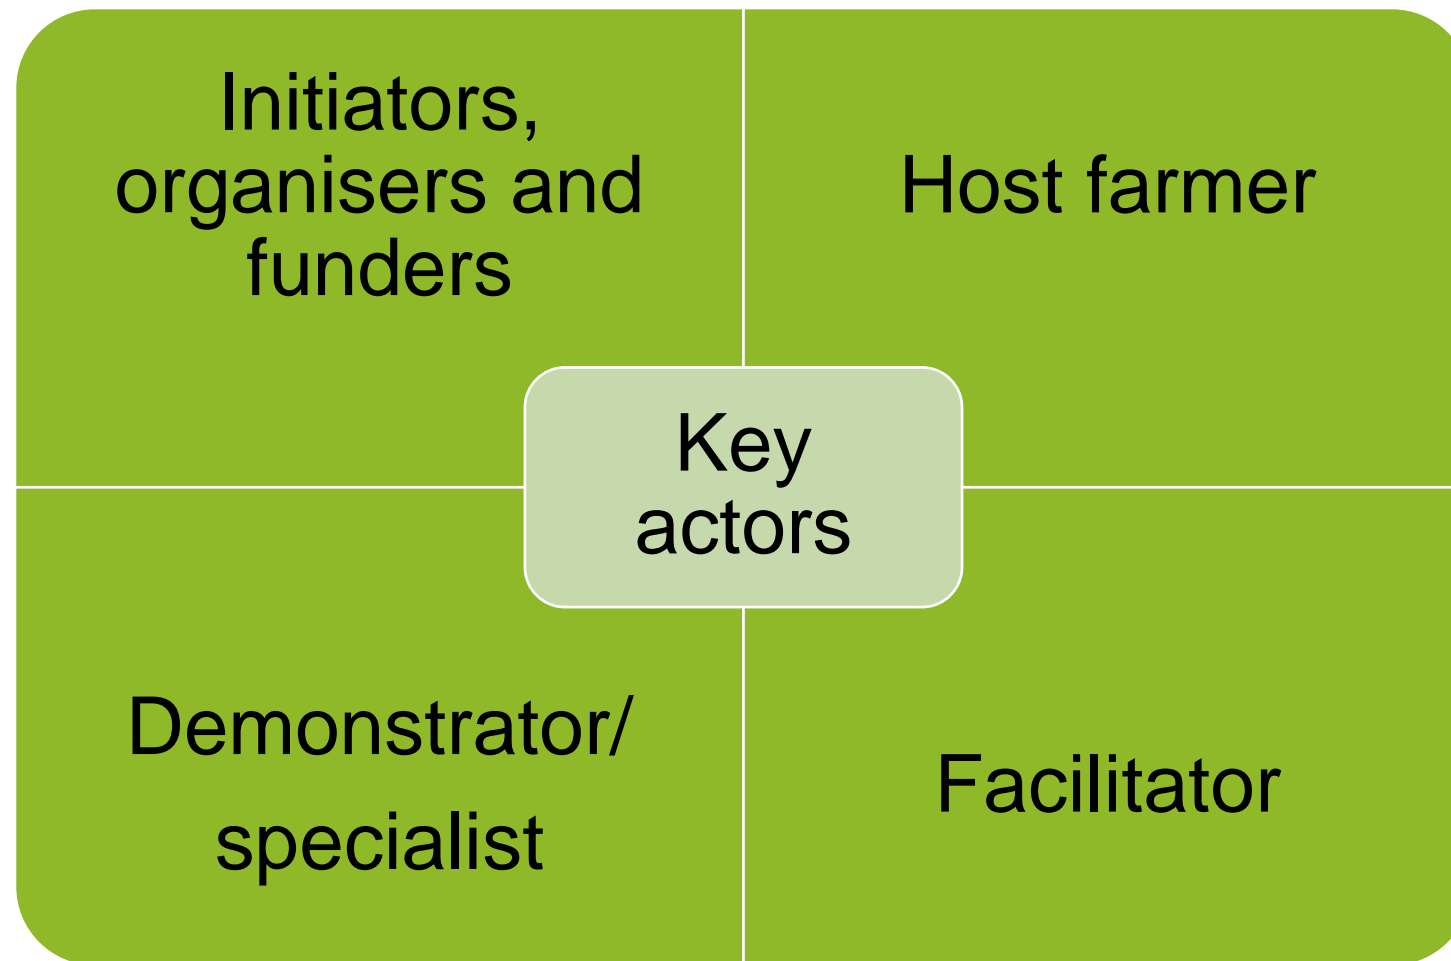 Initiators,
organisers and
funders
Host farmer
Key
actors
Demonstrator/
specialist
Facilitator